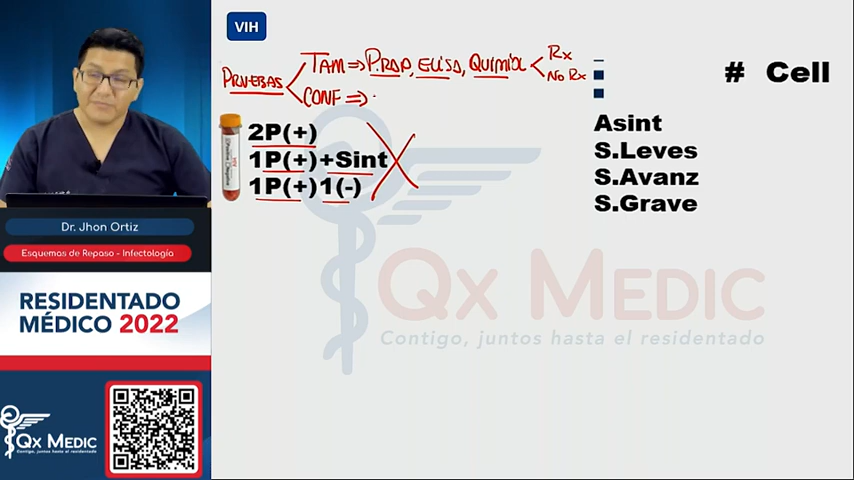 VIH
TAM ⇒ P.RAP, ELISA, QUIMIOL < Rx
No Rx
PRUEBAS
CONF ⇒
2P(+)
1P(+)+Sint
1P(+)1(-)
# Cell
Asint
S.Leves
S.Avanz
S.Grave
Dr. Jhon Ortiz
Esquemas de Repaso - Infectología
RESIDENTADO
MÉDICO 2022
QX MEDIC
Contigo, juntos hasta el residentado
QX MEDIC
Contigo, juntos hasta el residentado